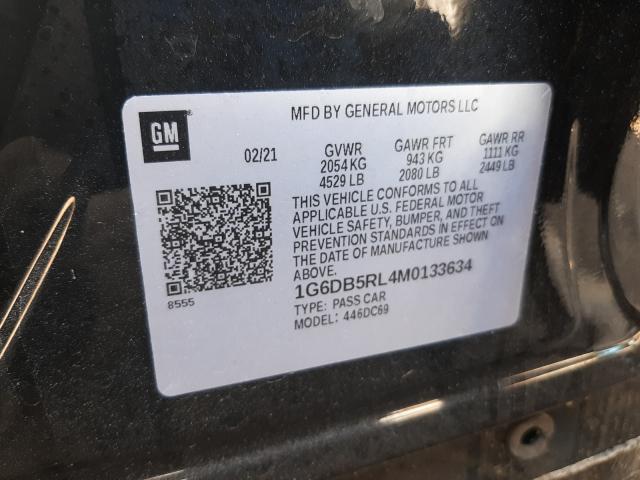 MFD BY GENERAL MOTORS LLC
GM
02/21
GVWR
2054 KG
4529 LB
GAWR FRT
943 KG
2080 LB
GAWR RR
1111 KG
2449 LB
THIS VEHICLE CONFORMS TO ALL
APPLICABLE U.S. FEDERAL MOTOR
VEHICLE SAFETY, BUMPER, AND THEFT
PREVENTION STANDARDS IN EFFECT ON
THE DATE OF MANUFACTURE SHOWN
ABOVE.
8555
1G6DB5RL4M0133634
TYPE: PASS CAR
MODEL: 446DC69